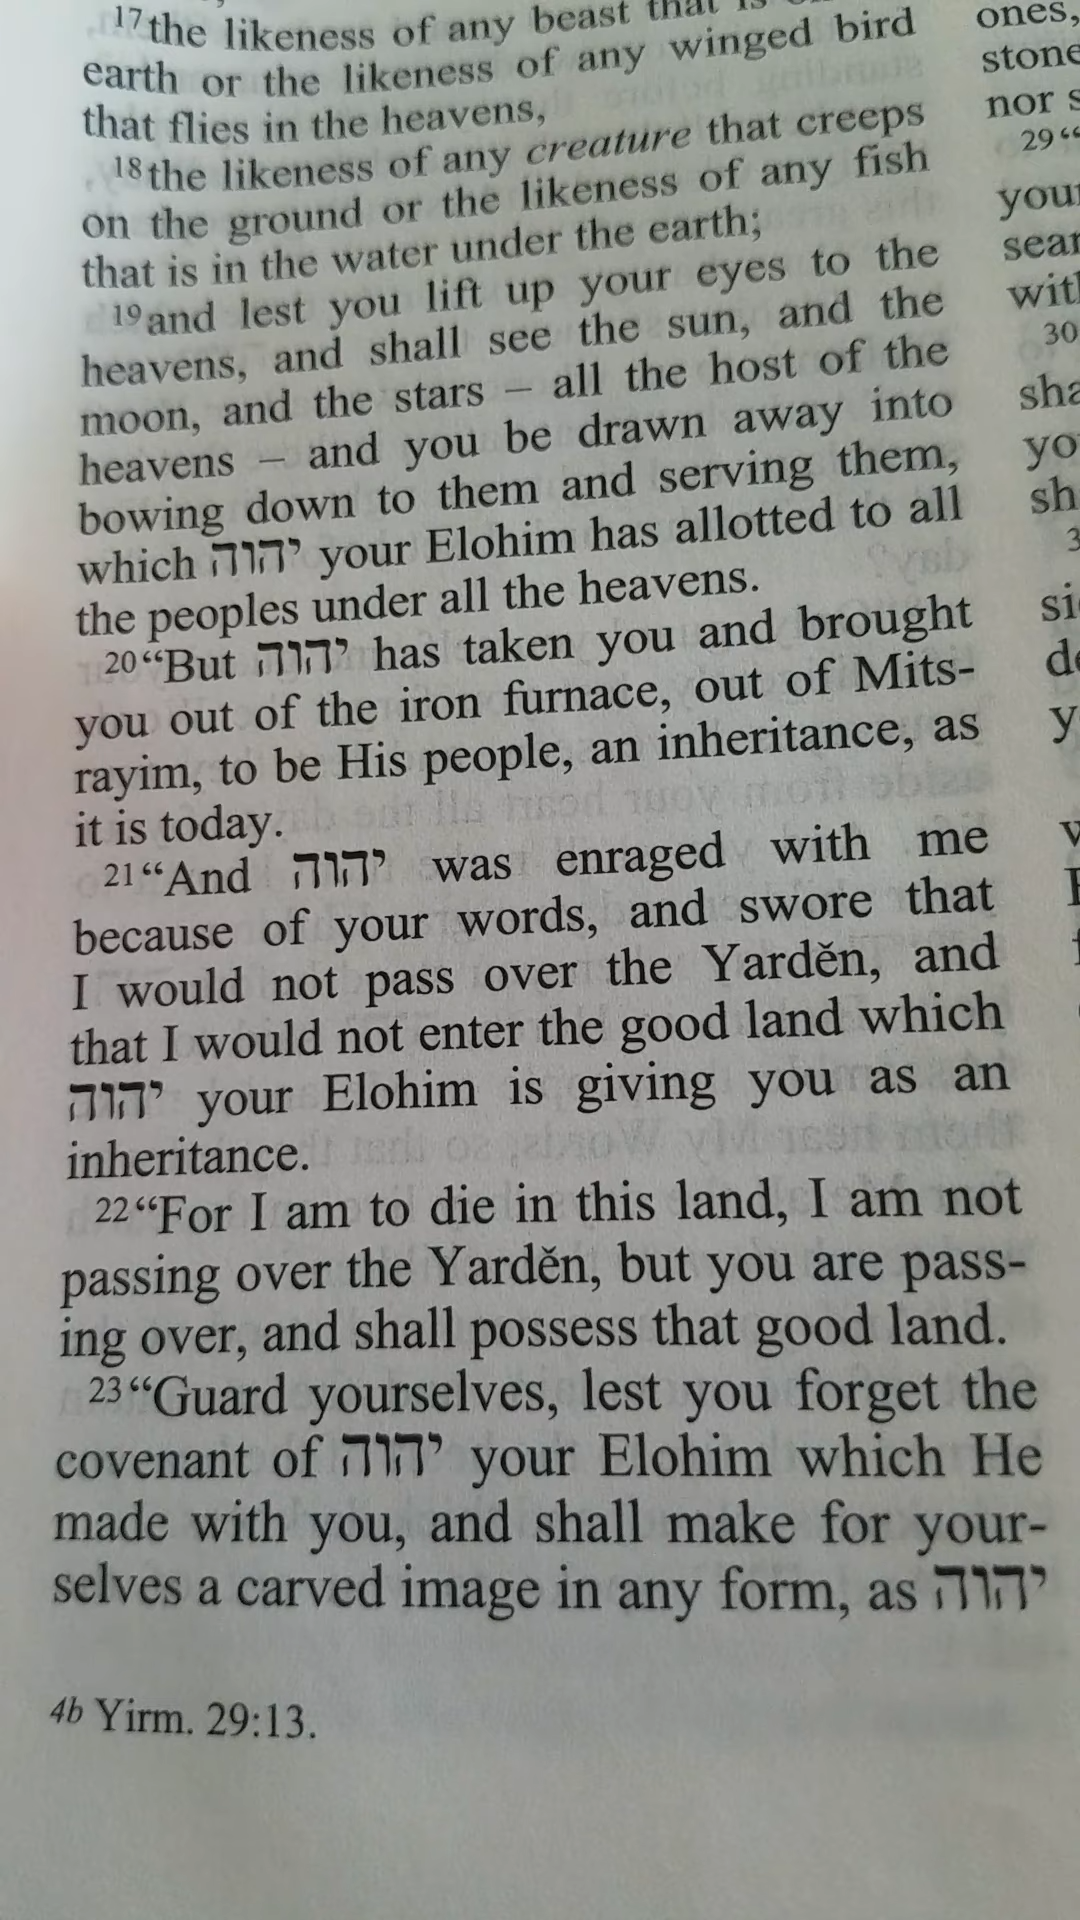 17 the likeness of any beast that is
earth or the likeness of any winged bird
that flies in the heavens,
18 the likeness of any creature that creeps
on the ground or the likeness of any fish
that is in the water under the earth;
19 and lest you lift up your eyes to the
heavens, and shall see the sun, and the
moon, and the stars – all the host of the
heavens – and you be drawn away into
bowing down to them and serving them,
which יהוה your Elohim has allotted to all
the peoples under all the heavens.
20 “But יהוה has taken you and brought
you out of the iron furnace, out of Mits-
rayim, to be His people, an inheritance, as
it is today.
21 “And יהוה was enraged with me
because of your words, and swore that
I would not pass over the Yardĕn, and
that I would not enter the good land which
יהוה your Elohim is giving you as an
inheritance.
22 “For I am to die in this land, I am not
passing over the Yardĕn, but you are pass-
ing over, and shall possess that good land.
23 “Guard yourselves, lest you forget the
covenant of יהוה your Elohim which He
made with you, and shall make for your-
selves a carved image in any form, as יהוה
4b Yirm. 29:13.
ones,
stone
nor s
29 “
your
sear
with
30
sha
yo
sh
3
si
de
y